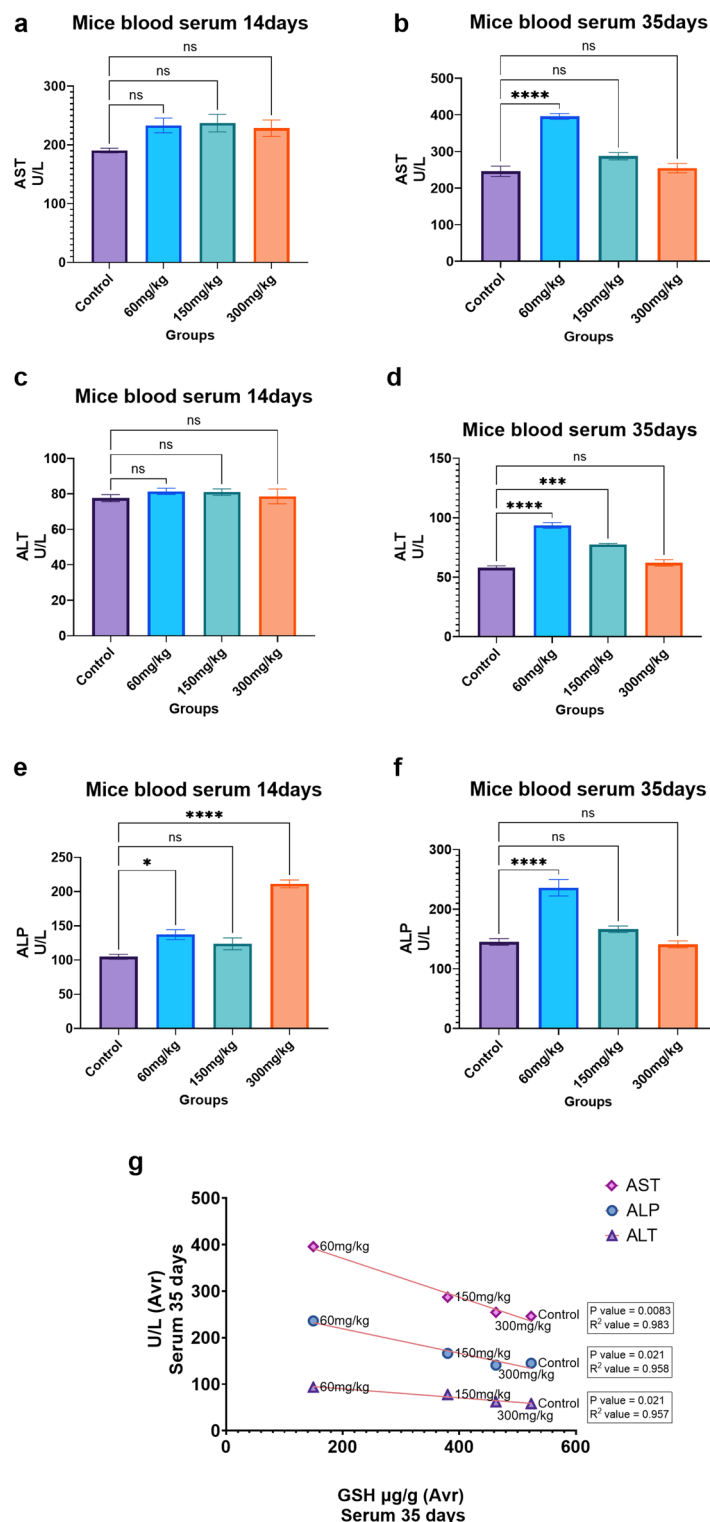 a
Mice blood serum 14days
ns
ns
ns
300
200
100
0
AST
U/L
Control
60mg/kg
150mg/kg
300mg/kg
Groups
b
Mice blood serum 35days
ns
ns
****
500
400
300
200
100
0
AST
U/L
Control
60mg/kg
150mg/kg
300mg/kg
Groups
c
Mice blood serum 14days
ns
ns
ns
100
80
60
40
20
0
ALT
U/L
Control
60mg/kg
150mg/kg
300mg/kg
Groups
d
Mice blood serum 35days
ns
***
****
150
100
50
0
ALT
U/L
Control
60mg/kg
150mg/kg
300mg/kg
Groups
e
Mice blood serum 14days
****
ns
*
250
200
150
100
50
0
ALP
U/L
Control
60mg/kg
150mg/kg
300mg/kg
Groups
f
Mice blood serum 35days
ns
ns
****
300
200
100
0
ALP
U/L
Control
60mg/kg
150mg/kg
300mg/kg
Groups
g
AST
ALP
ALT
500
400
300
200
100
0
U/L (Avr)
Serum 35 days
60mg/kg
150mg/kg
300mg/kg
Control
60mg/kg
150mg/kg
300mg/kg
Control
60mg/kg
150mg/kg
300mg/kg
Control
P value = 0.0083
R² value = 0.983
P value = 0.021
R² value = 0.958
P value = 0.021
R² value = 0.957
0 200 400 600
GSH µg/g (Avr)
Serum 35 days